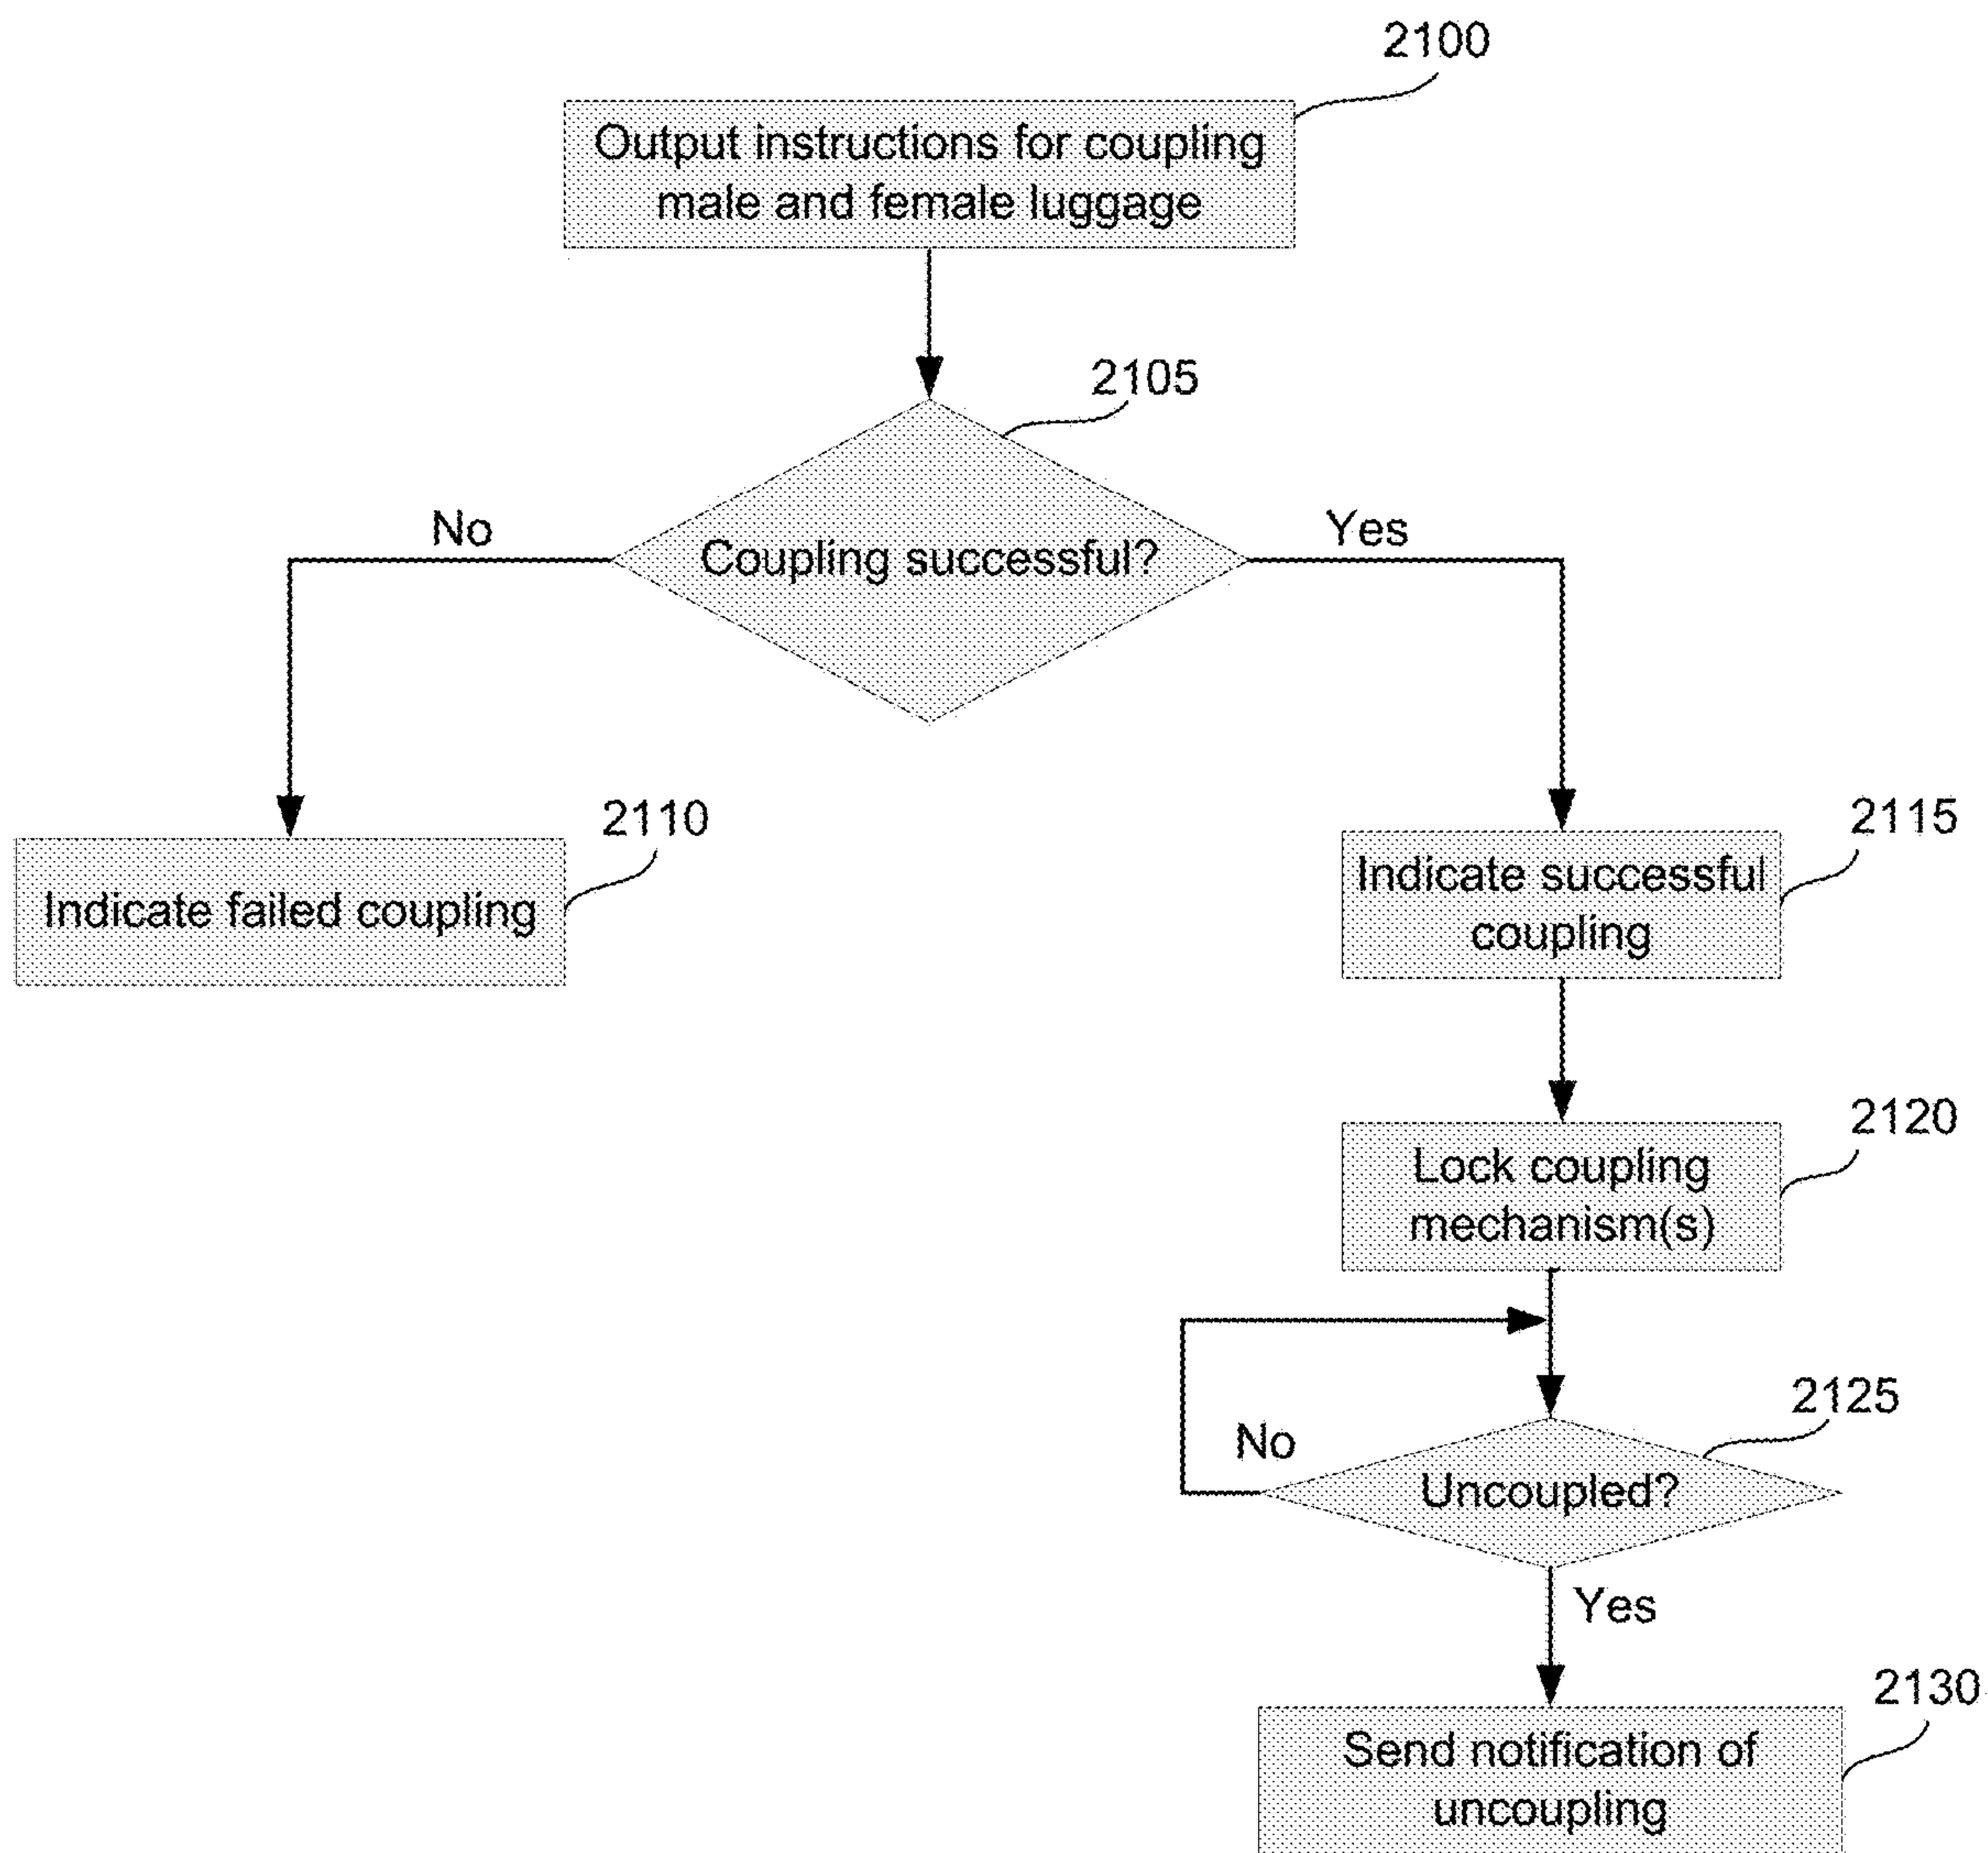 2100
Output instructions for coupling
male and female luggage
2105
No
Coupling successful?
Yes
2110
Indicate failed coupling
2115
Indicate successful
coupling
2120
Lock coupling
mechanism(s)
2125
No
Uncoupled?
Yes
2130
Send notification of
uncoupling